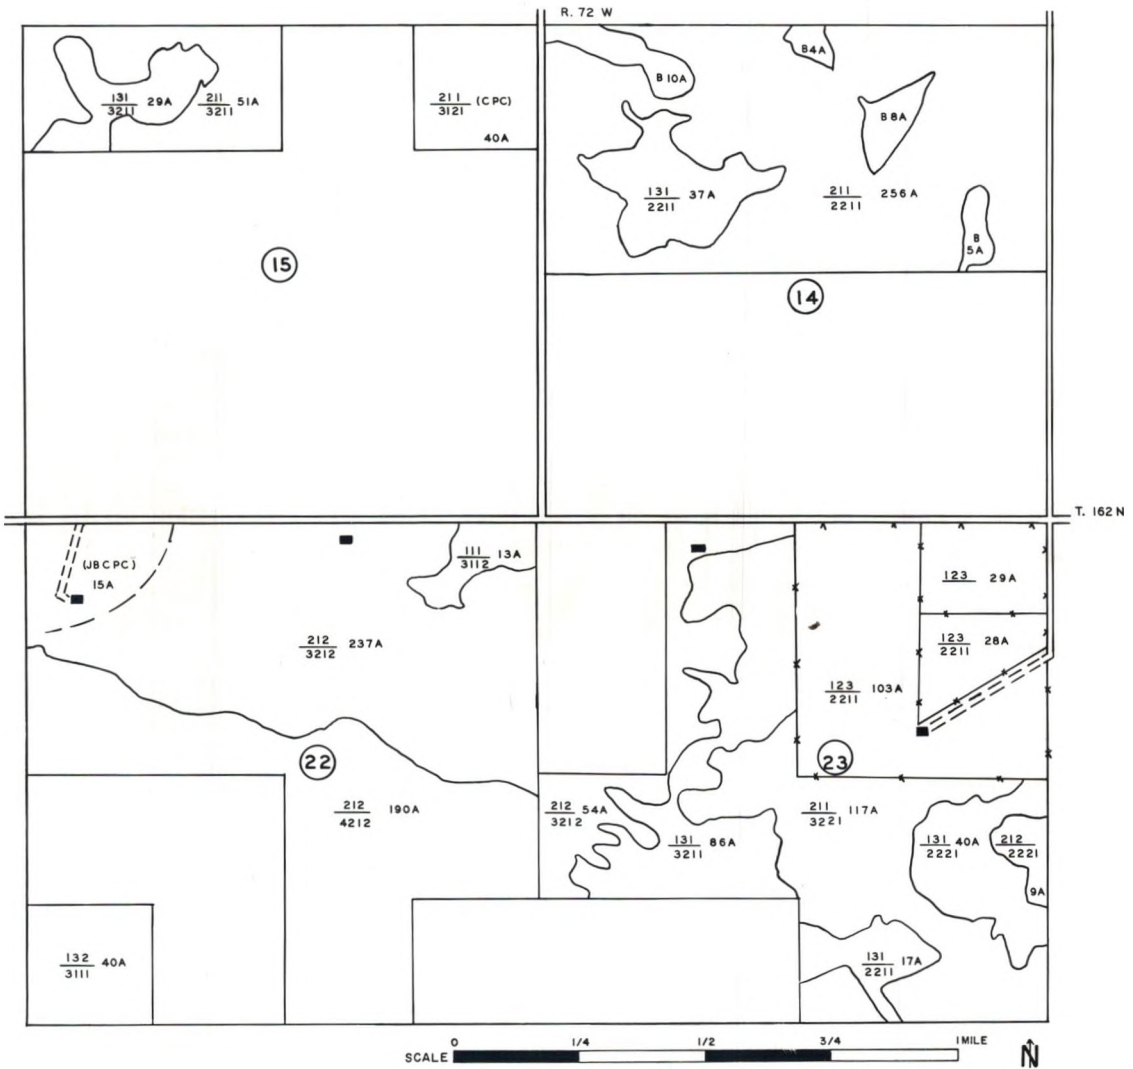 R. 72 W
B4A
B 10A
131 29A
3211
211 51A
3211
211 (CPC)
3121
40A
B 8A
131 37A
2211
211 256A
2211
B
5A
15
14
T. 162 N
(JBCPC)
15A
111 13A
3112
123 29A
212 237A
3212
123 28A
2211
123 103A
2211
22
23
212 190A
4212
212 54A
3212
131 86A
3211
211 117A
3221
131 40A
2221
212
2221
9A
132 40A
3111
131 17A
2211
SCALE 0 1/4 1/2 3/4 1 MILE
N